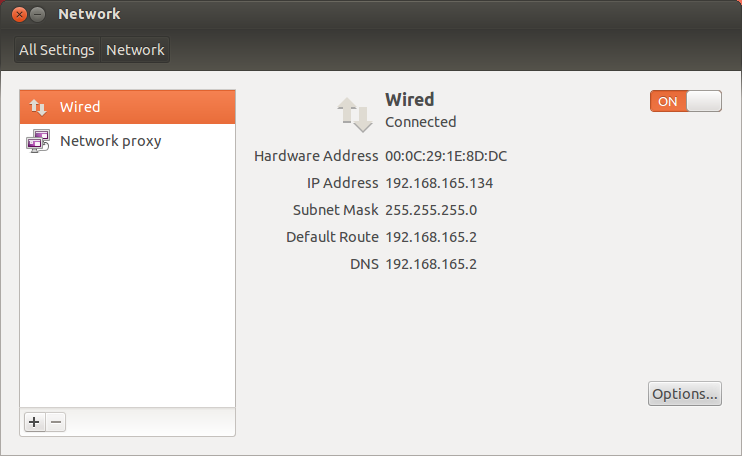 Network
All Settings Network
Wired
Network proxy
Wired
Connected
ON
Hardware Address 00:0C:29:1E:8D:DC
IP Address 192.168.165.134
Subnet Mask 255.255.255.0
Default Route 192.168.165.2
DNS 192.168.165.2
Options...